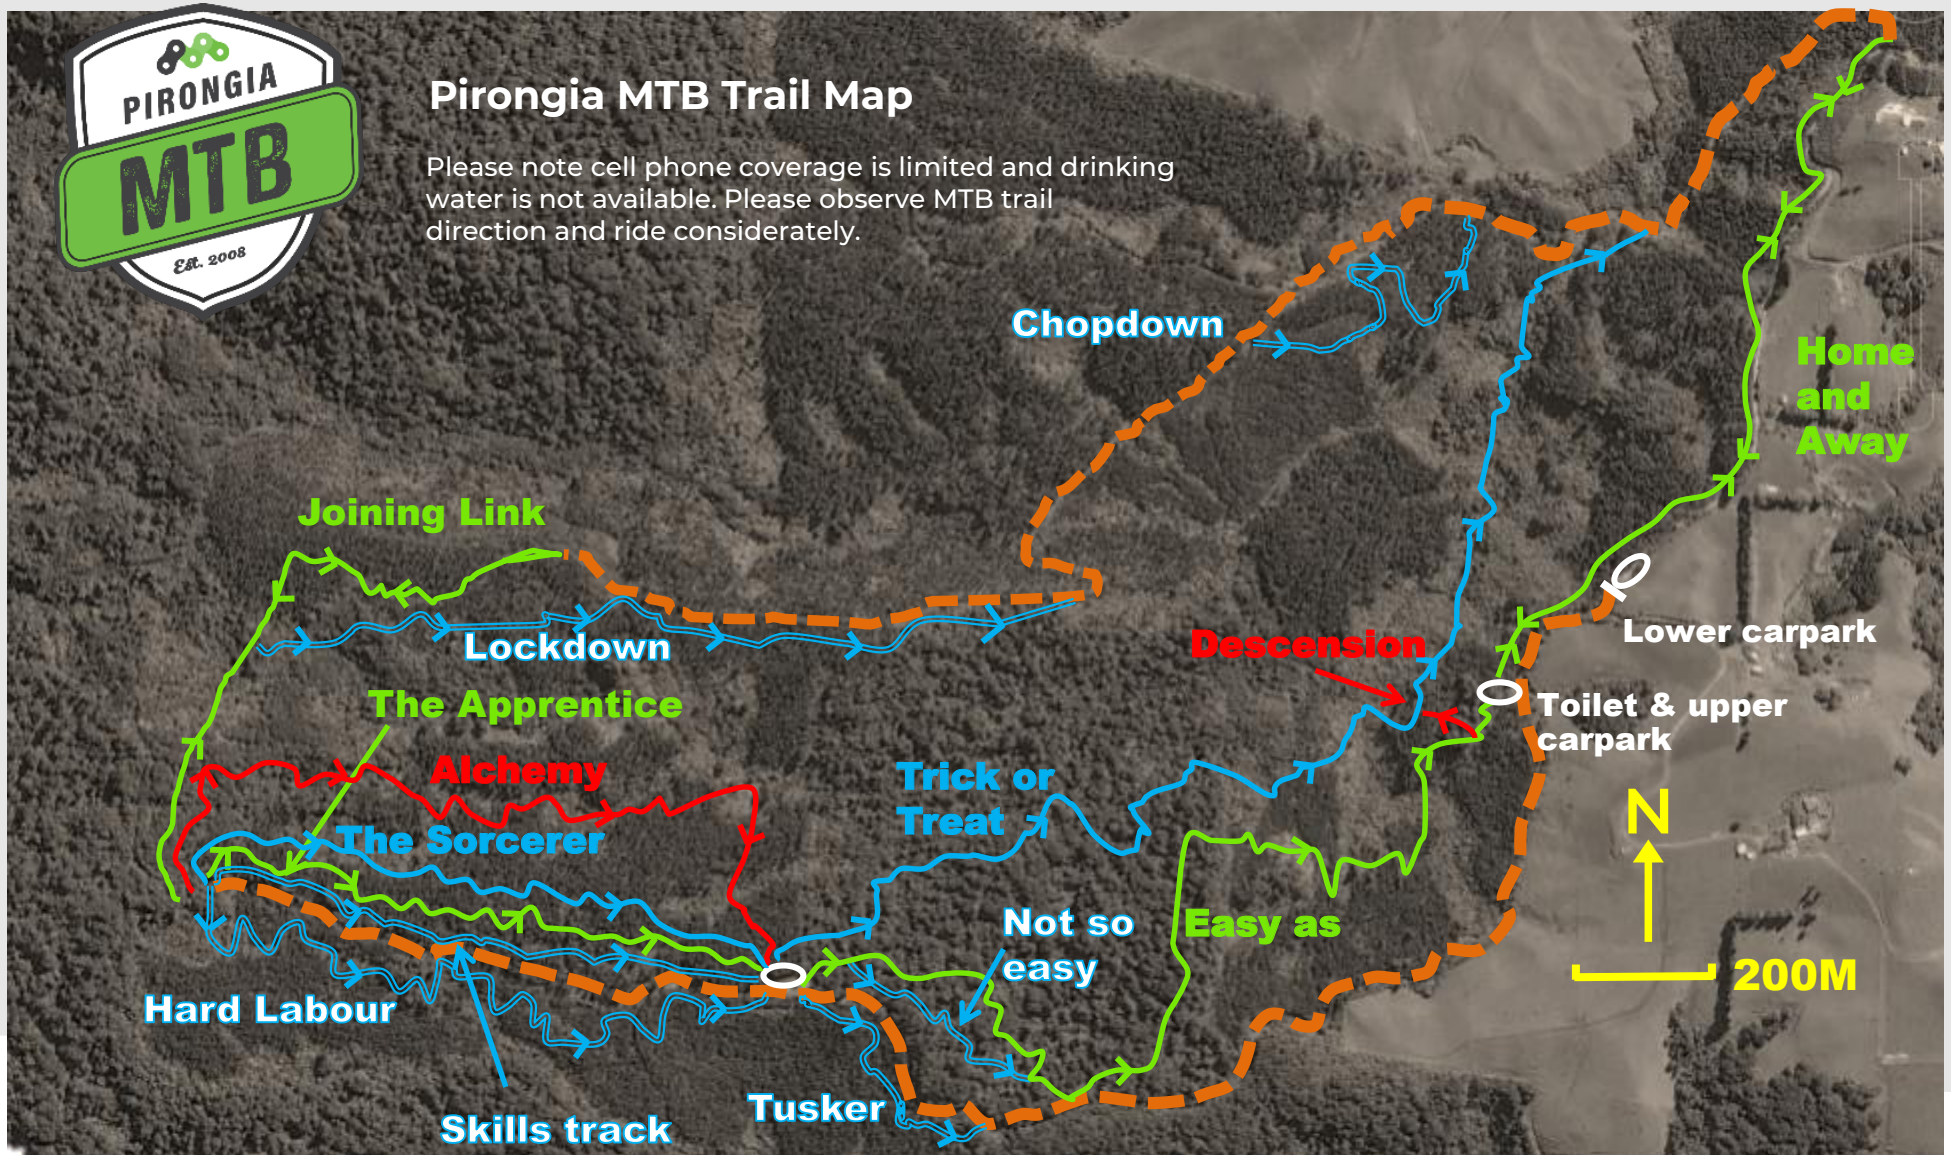 PIRONGIA
MTB
Est. 2008
Pirongia MTB Trail Map
Please note cell phone coverage is limited and drinking
water is not available. Please observe MTB trail
direction and ride considerately.
Chopdown
Home
and
Away
Joining Link
Lockdown
Descension
Lower carpark
The Apprentice
Toilet & upper
carpark
Alchemy
Trick or
Treat
The Sorcerer
N
Not so
easy
Easy as
200M
Hard Labour
Tusker
Skills track